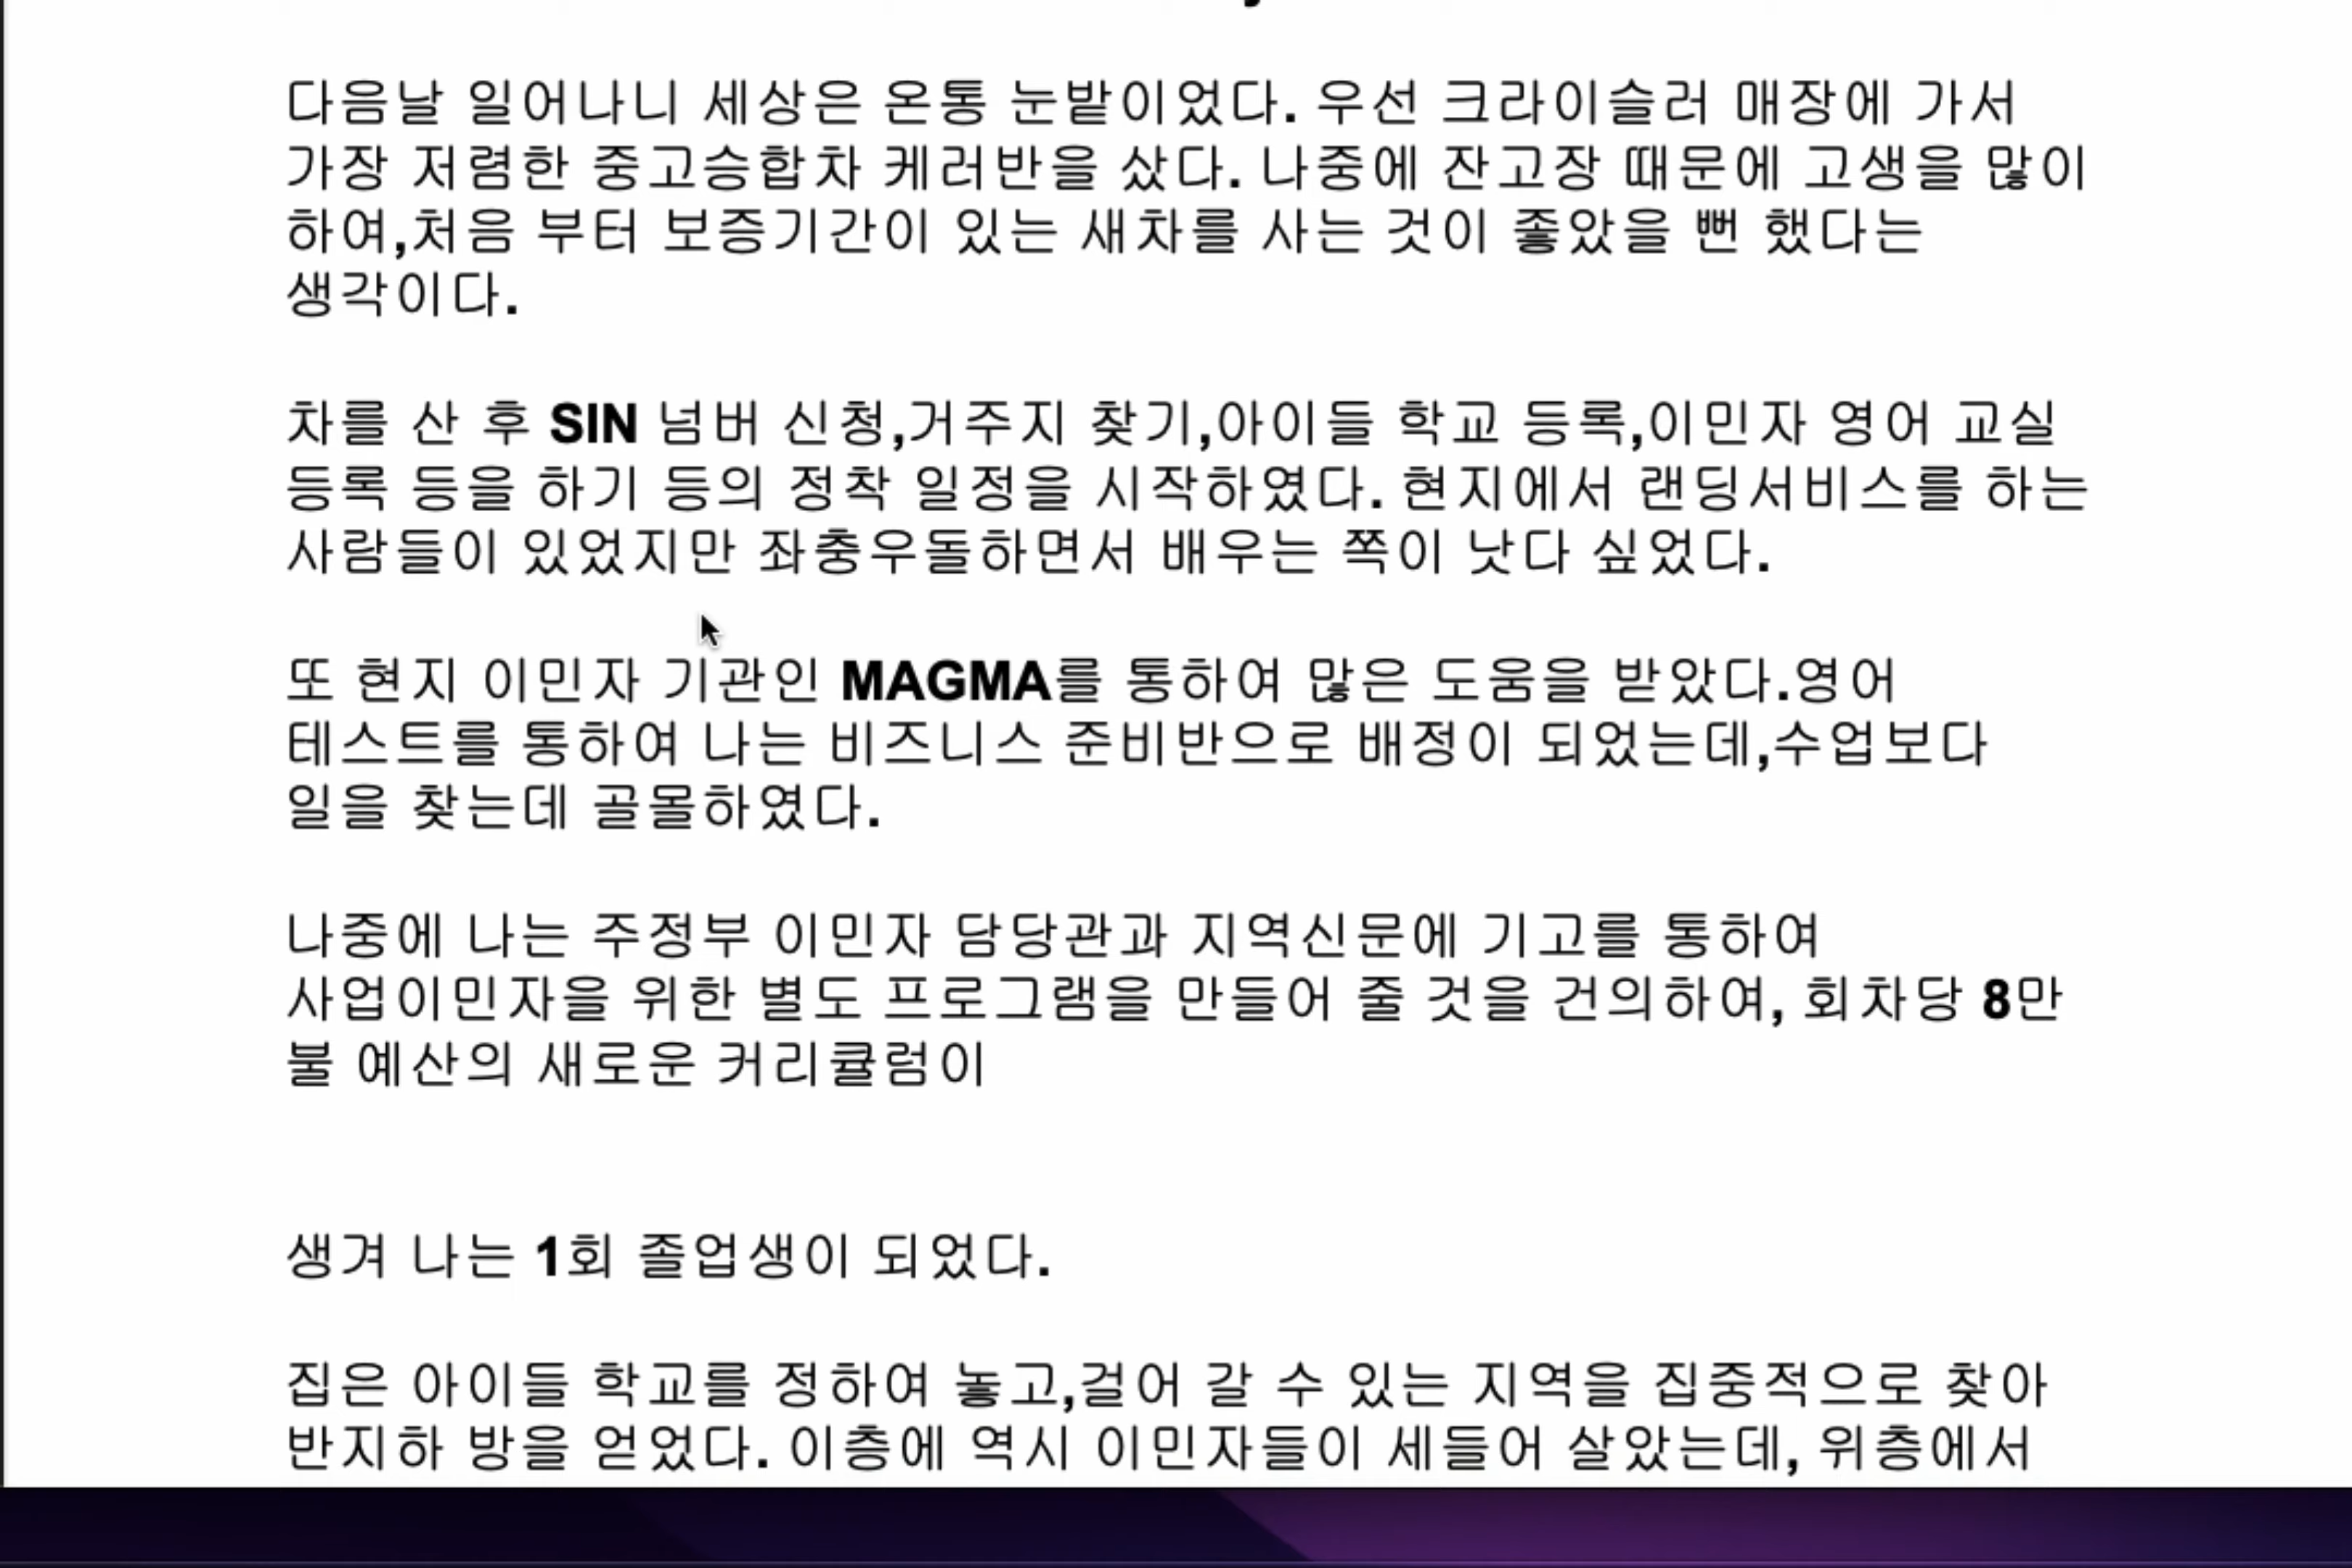 다음날 일어나니 세상은 온통 눈밭이었다. 우선 크라이슬러 매장에 가서
가장 저렴한 중고승합차 케러반을 샀다. 나중에 잔고장 때문에 고생을 많이
하여,처음 부터 보증기간이 있는 새차를 사는 것이 좋았을 뻔 했다는
생각이다.
차를 산 후 SIN 넘버 신청,거주지 찾기,아이들 학교 등록,이민자 영어 교실
등록 등을 하기 등의 정착 일정을 시작하였다. 현지에서 랜딩서비스를 하는
사람들이 있었지만 좌충우돌하면서 배우는 쪽이 낫다 싶었다.
또 현지 이민자 기관인 MAGMA를 통하여 많은 도움을 받았다.영어
테스트를 통하여 나는 비즈니스 준비반으로 배정이 되었는데,수업보다
일을 찾는데 골몰하였다.
나중에 나는 주정부 이민자 담당관과 지역신문에 기고를 통하여
사업이민자을 위한 별도 프로그램을 만들어 줄 것을 건의하여, 회차당 8만
불 예산의 새로운 커리큘럼이
생겨 나는 1회 졸업생이 되었다.
집은 아이들 학교를 정하여 놓고,걸어 갈 수 있는 지역을 집중적으로 찾아
반지하 방을 얻었다. 이층에 역시 이민자들이 세들어 살았는데, 위층에서